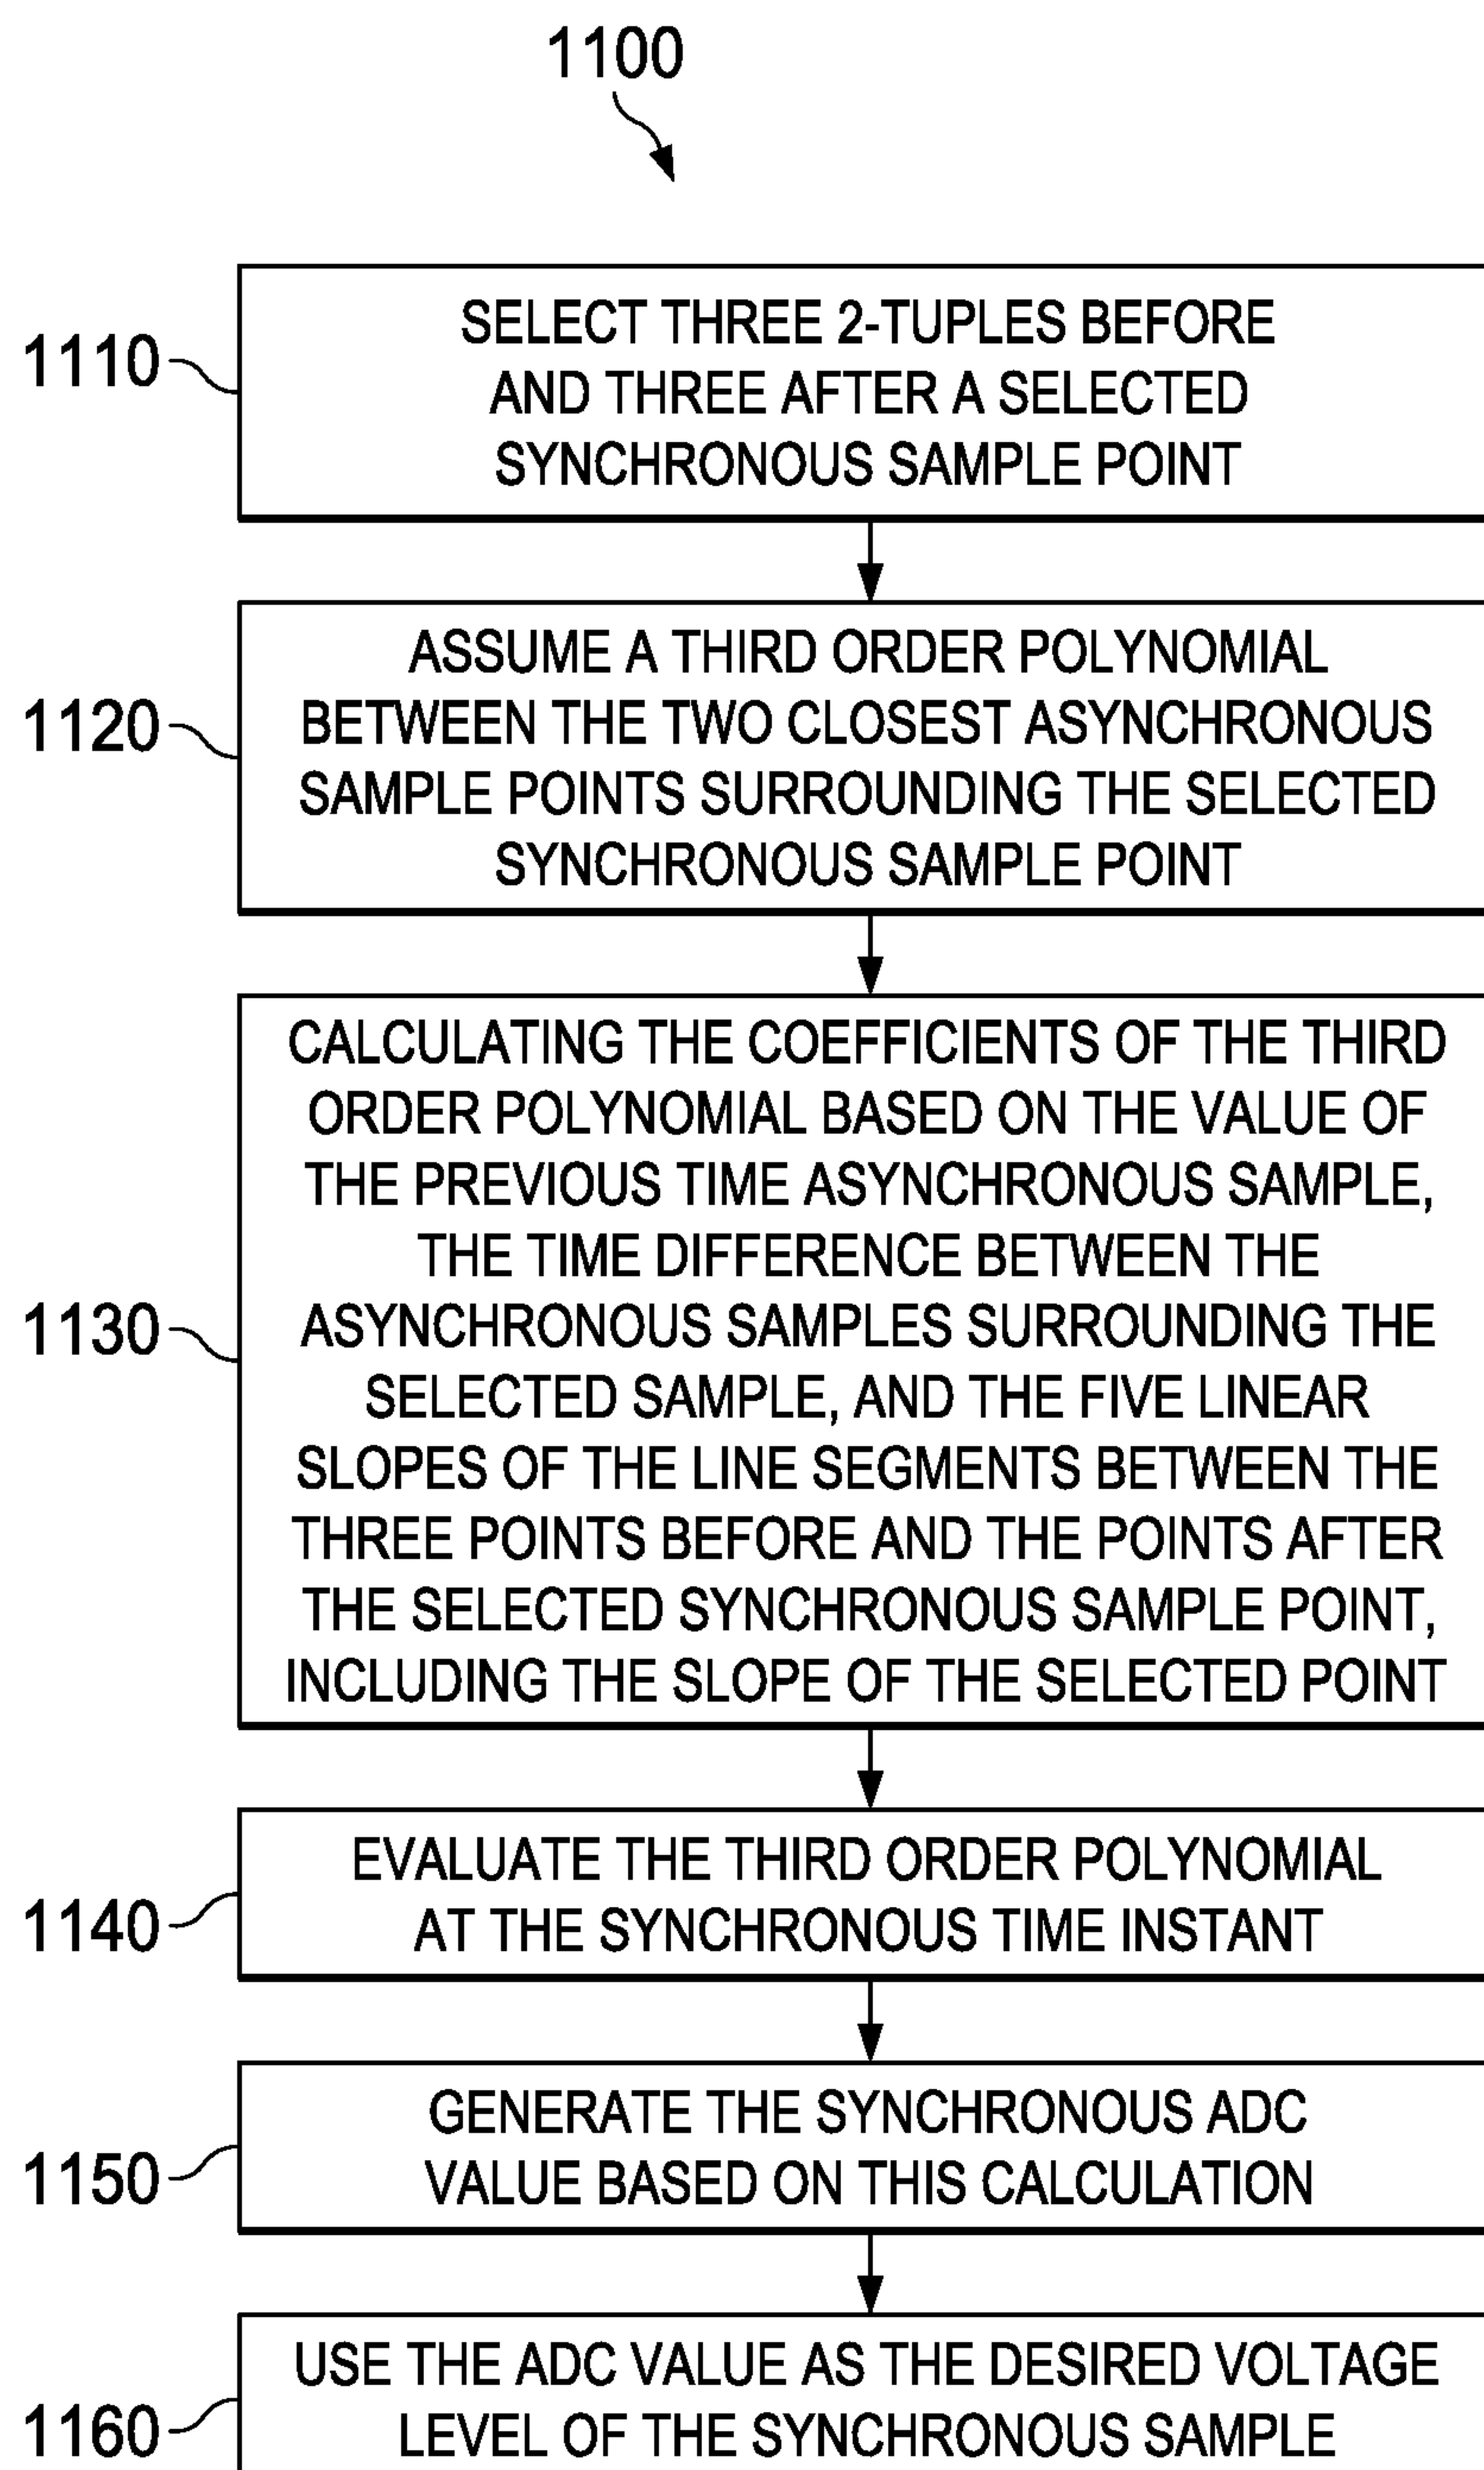 1100
1110
SELECT THREE 2-TUPLES BEFORE
AND THREE AFTER A SELECTED
SYNCHRONOUS SAMPLE POINT
1120
ASSUME A THIRD ORDER POLYNOMIAL
BETWEEN THE TWO CLOSEST ASYNCHRONOUS
SAMPLE POINTS SURROUNDING THE SELECTED
SYNCHRONOUS SAMPLE POINT
1130
CALCULATING THE COEFFICIENTS OF THE THIRD
ORDER POLYNOMIAL BASED ON THE VALUE OF
THE PREVIOUS TIME ASYNCHRONOUS SAMPLE,
THE TIME DIFFERENCE BETWEEN THE
ASYNCHRONOUS SAMPLES SURROUNDING THE
SELECTED SAMPLE, AND THE FIVE LINEAR
SLOPES OF THE LINE SEGMENTS BETWEEN THE
THREE POINTS BEFORE AND THE POINTS AFTER
THE SELECTED SYNCHRONOUS SAMPLE POINT,
INCLUDING THE SLOPE OF THE SELECTED POINT
1140
EVALUATE THE THIRD ORDER POLYNOMIAL
AT THE SYNCHRONOUS TIME INSTANT
1150
GENERATE THE SYNCHRONOUS ADC
VALUE BASED ON THIS CALCULATION
1160
USE THE ADC VALUE AS THE DESIRED VOLTAGE
LEVEL OF THE SYNCHRONOUS SAMPLE